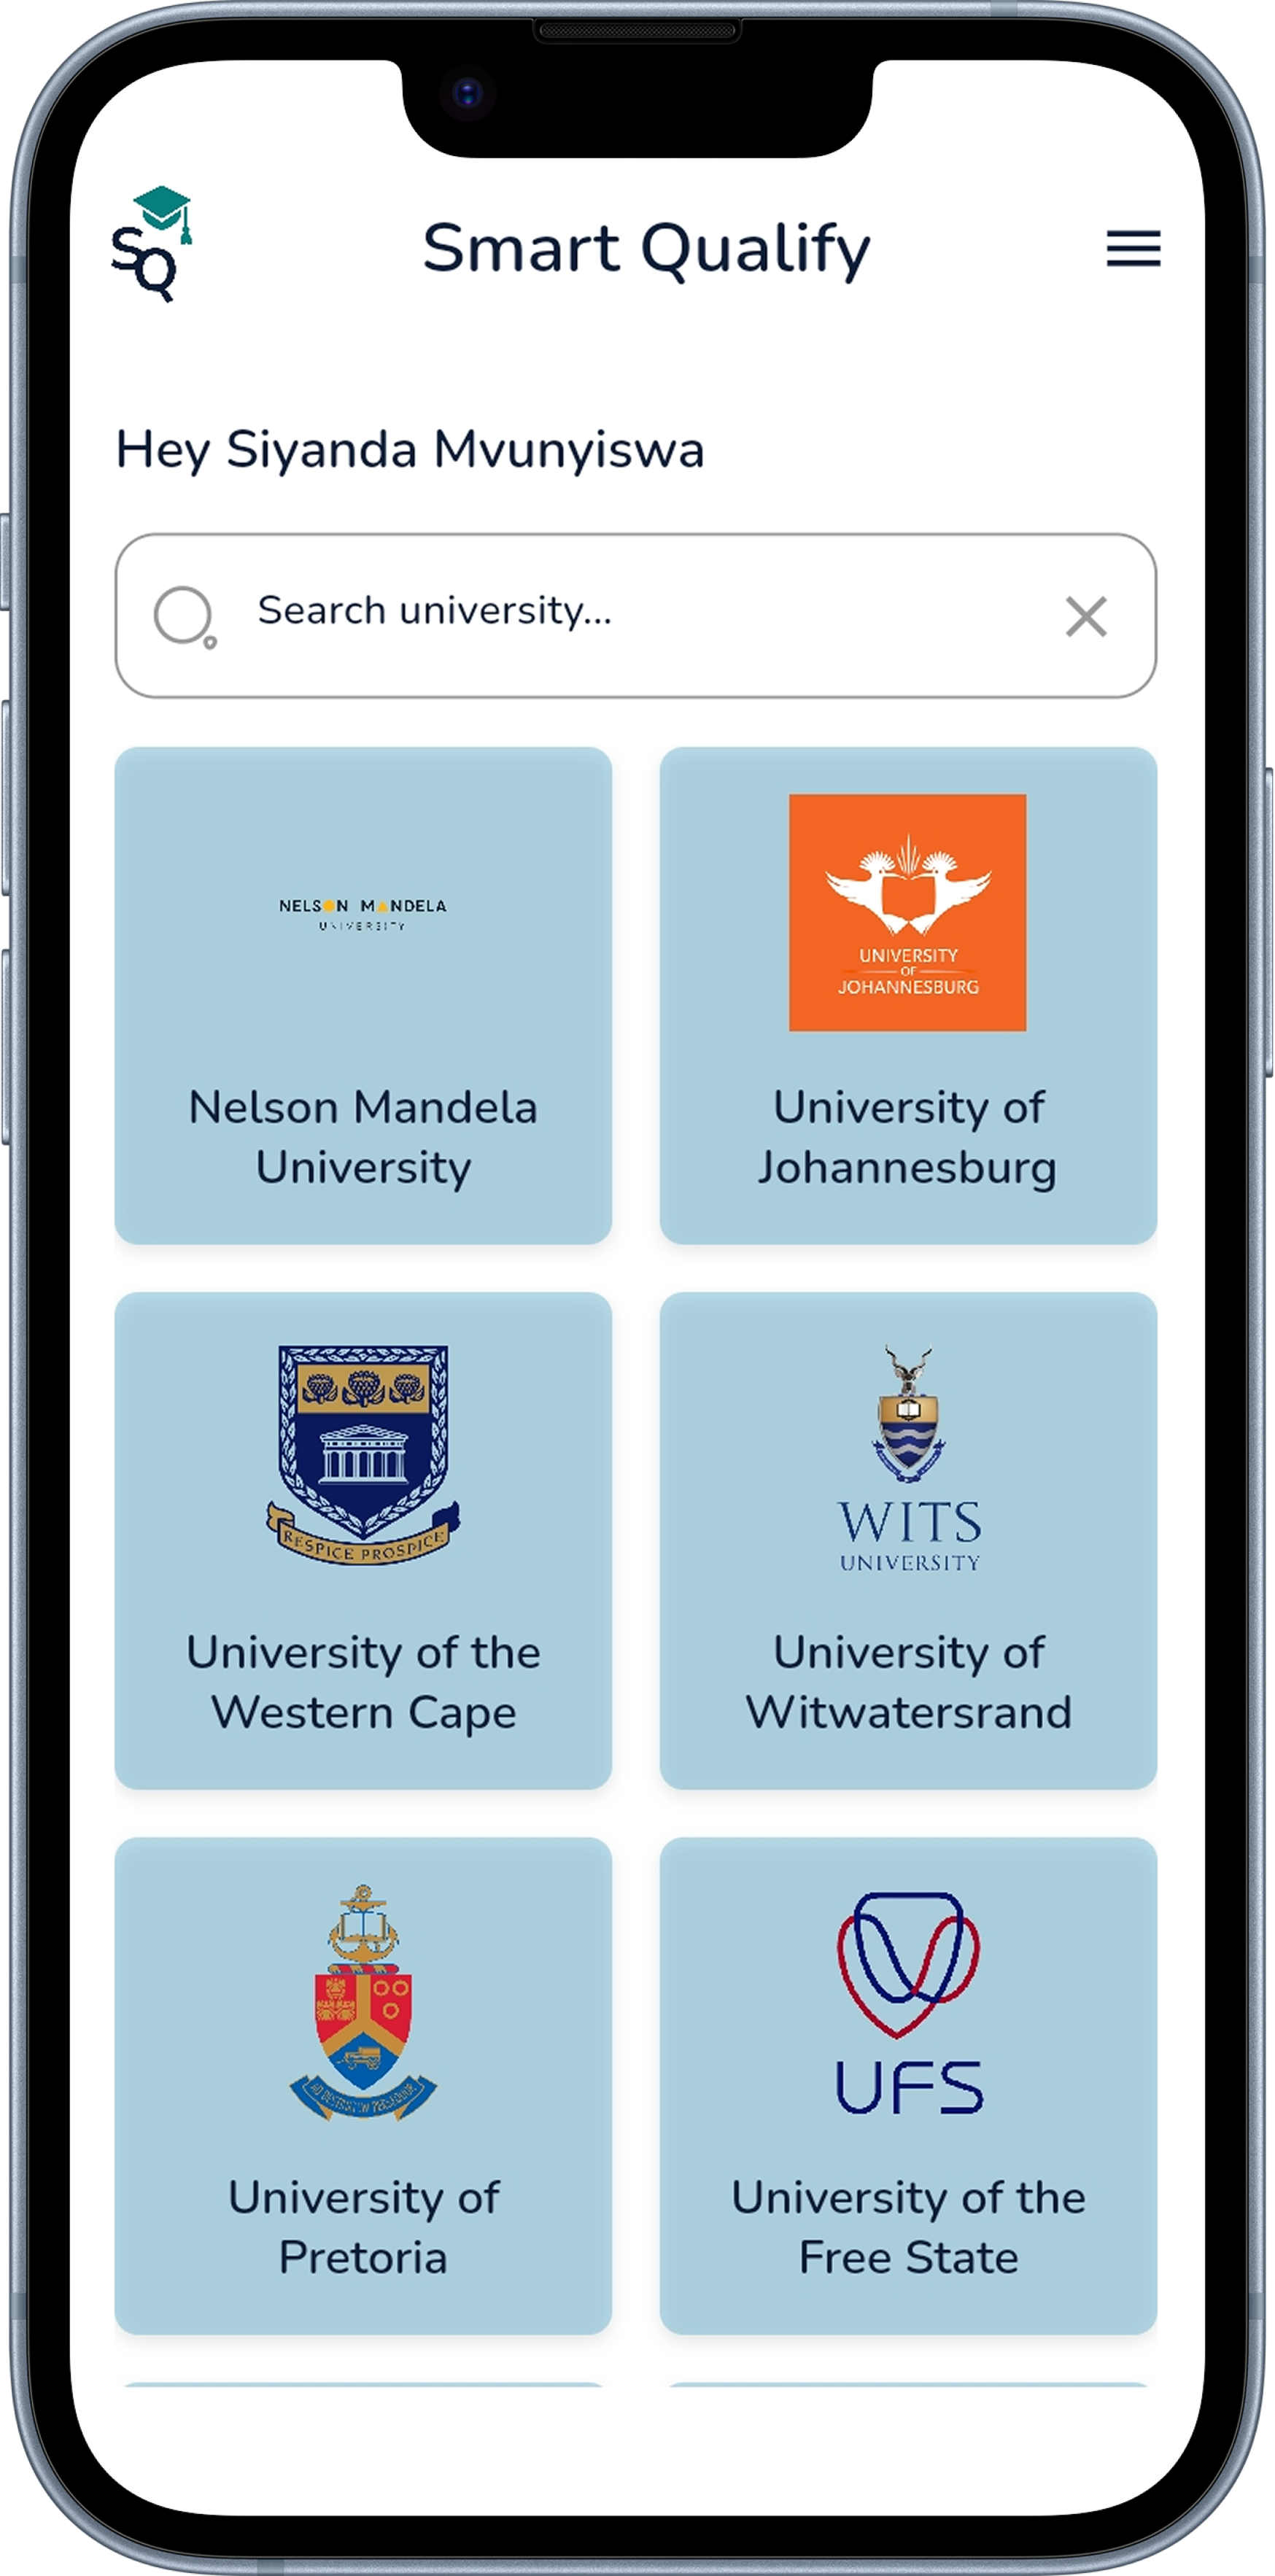 SQ
Smart Qualify
Hey Siyanda Mvunyiswa
Search university...
NELSON MANDELA
UNIVERSITY
Nelson Mandela
University
UNIVERSITY
OF
JOHANNESBURG
University of
Johannesburg
RESPICE PROSPICE
University of the
Western Cape
WITS
UNIVERSITY
University of
Witwatersrand
University of
Pretoria
UFS
University of the
Free State